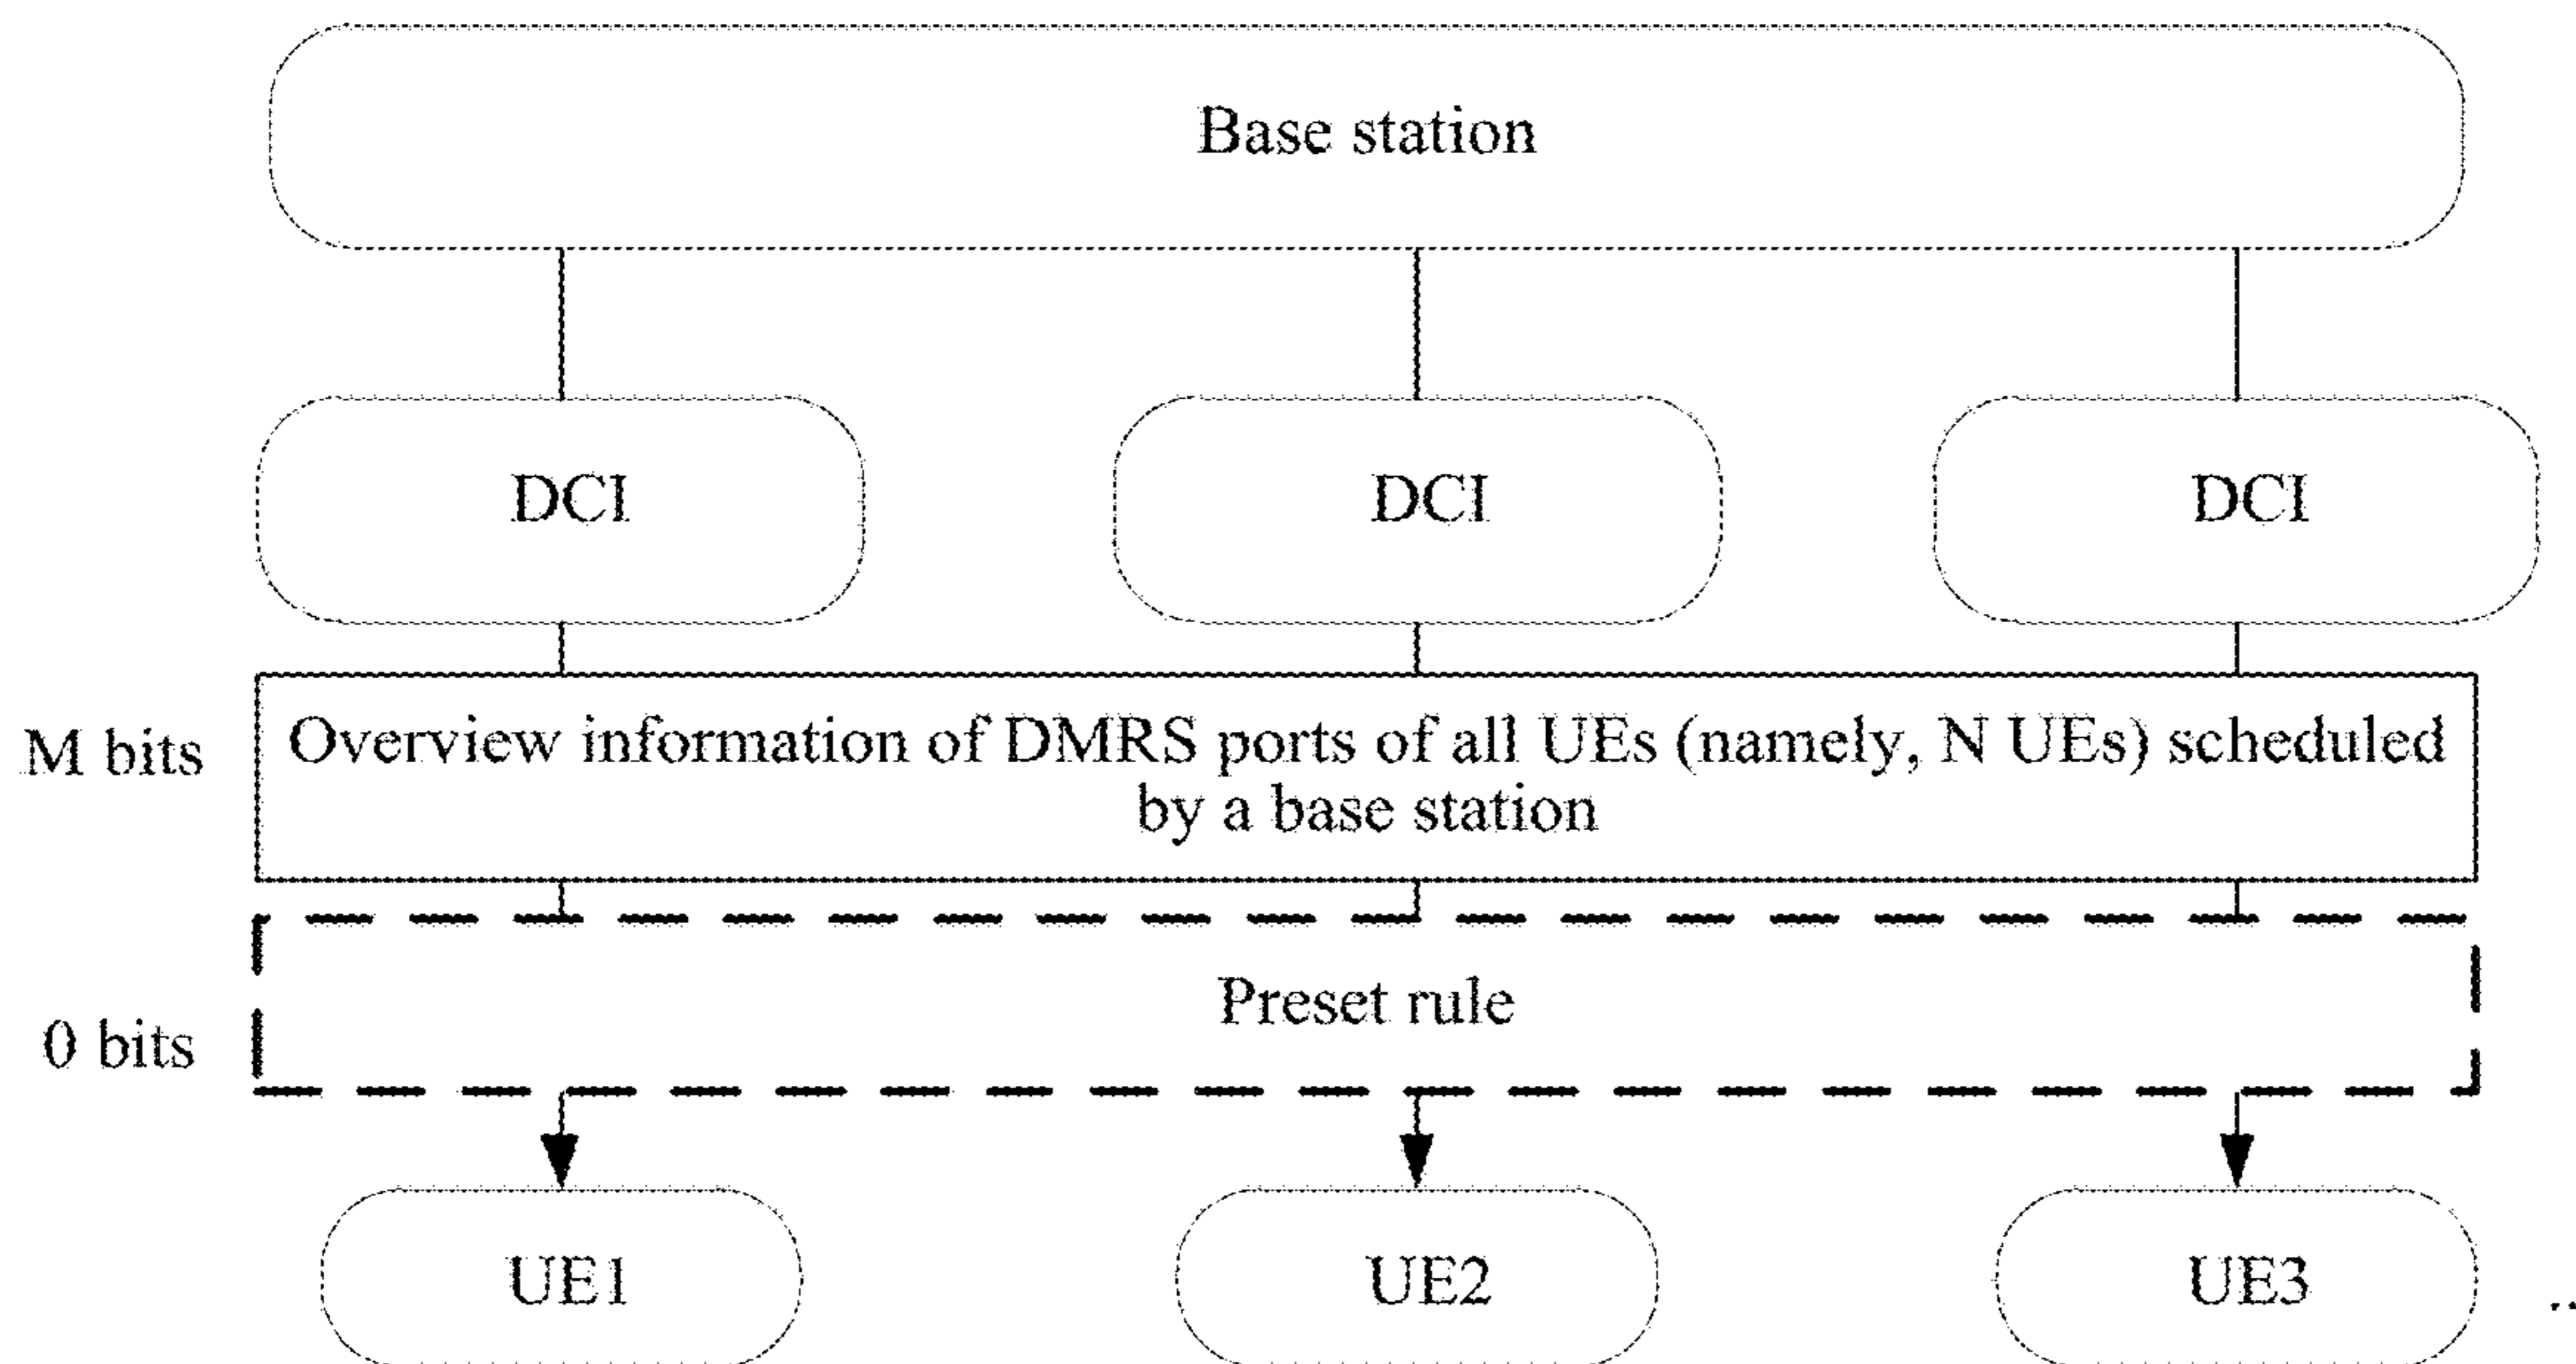 Base station
DCI
DCI
DCI
M bits
Overview information of DMRS ports of all UEs (namely, N UEs) scheduled
by a base station
0 bits
Preset rule
UE1
UE2
UE3
..